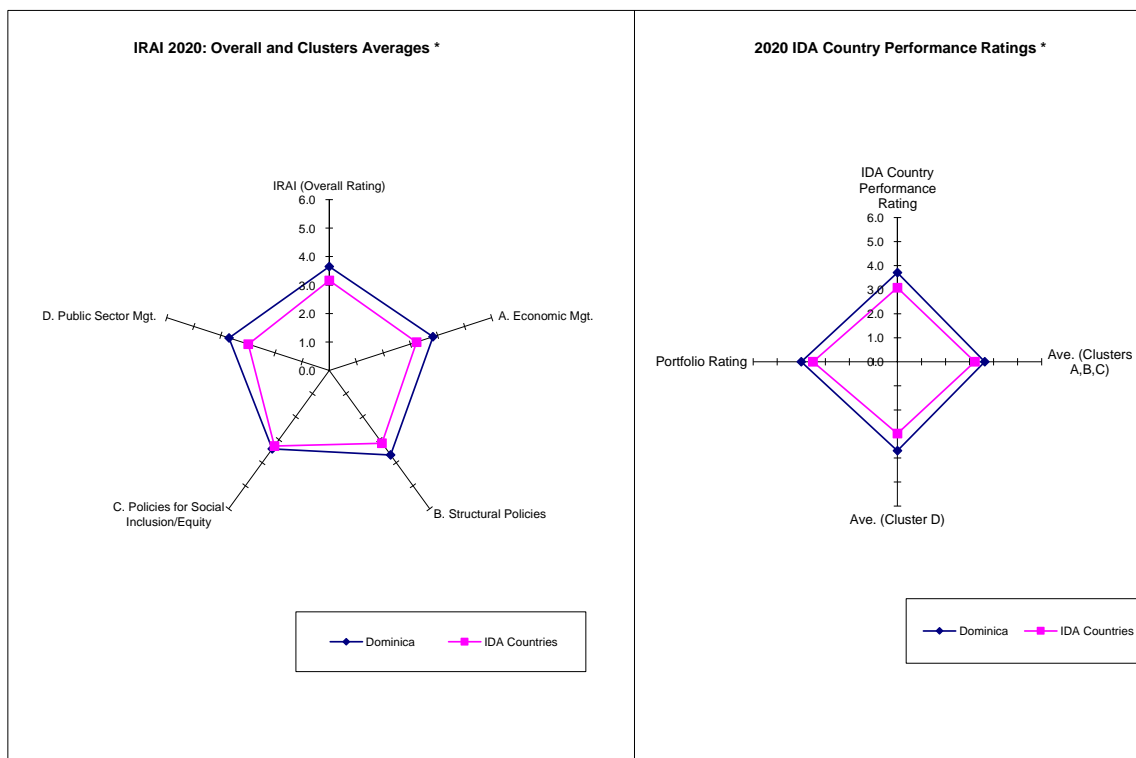 IRAI 2020: Overall and Clusters Averages *
IRAI (Overall Rating)
6.0
5.0
4.0
3.0
2.0
1.0
0.0
A. Economic Mgt.
B. Structural Policies
C. Policies for Social
Inclusion/Equity
D. Public Sector Mgt.
Dominica
IDA Countries
2020 IDA Country Performance Ratings *
IDA Country
Performance
Rating
6.0
5.0
4.0
3.0
2.0
1.0
0.0
Ave. (Clusters
A,B,C)
Ave. (Cluster D)
Portfolio Rating
Dominica
IDA Countries